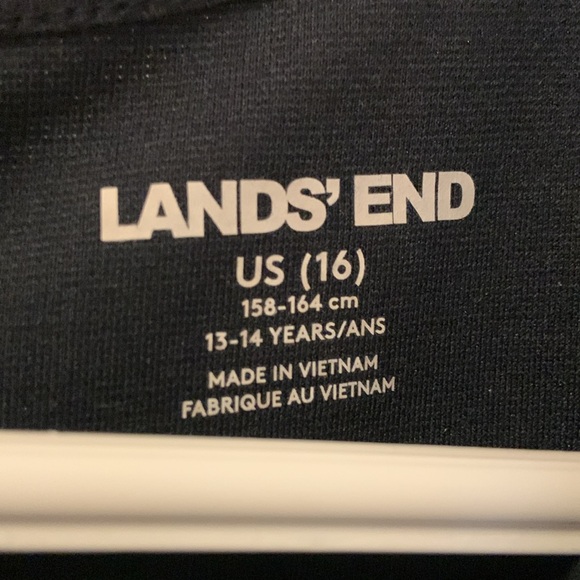 LANDS' END
US (16)
158-164 cm
13-14 YEARS/ANS
MADE IN VIETNAM
FABRIQUE AU VIETNAM